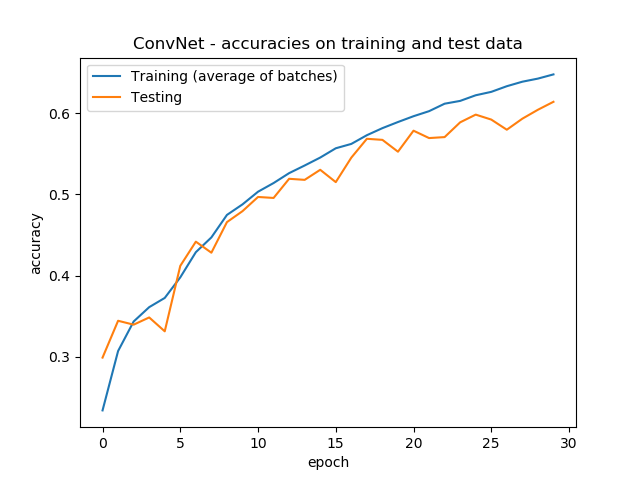 ConvNet - accuracies on training and test data
Training (average of batches)
Testing
0.6
0.5
0.4
0.3
accuracy
0 5 10 15 20 25 30
epoch